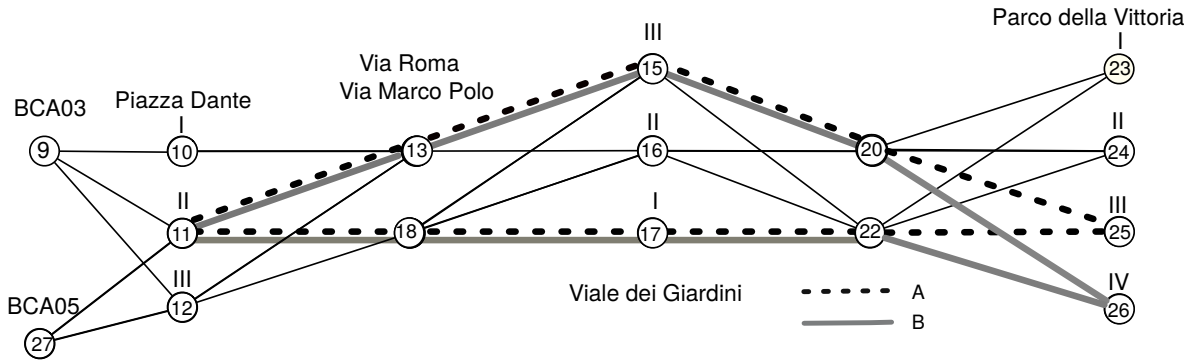 Parco della Vittoria
I
III
Via Roma
Via Marco Polo
15
23
BCA03
Piazza Dante
I
II
II
9
10
13
16
20
24
II
I
III
11
18
17
22
25
III
IV
12
Viale dei Giardini
A
26
BCA05
B
27